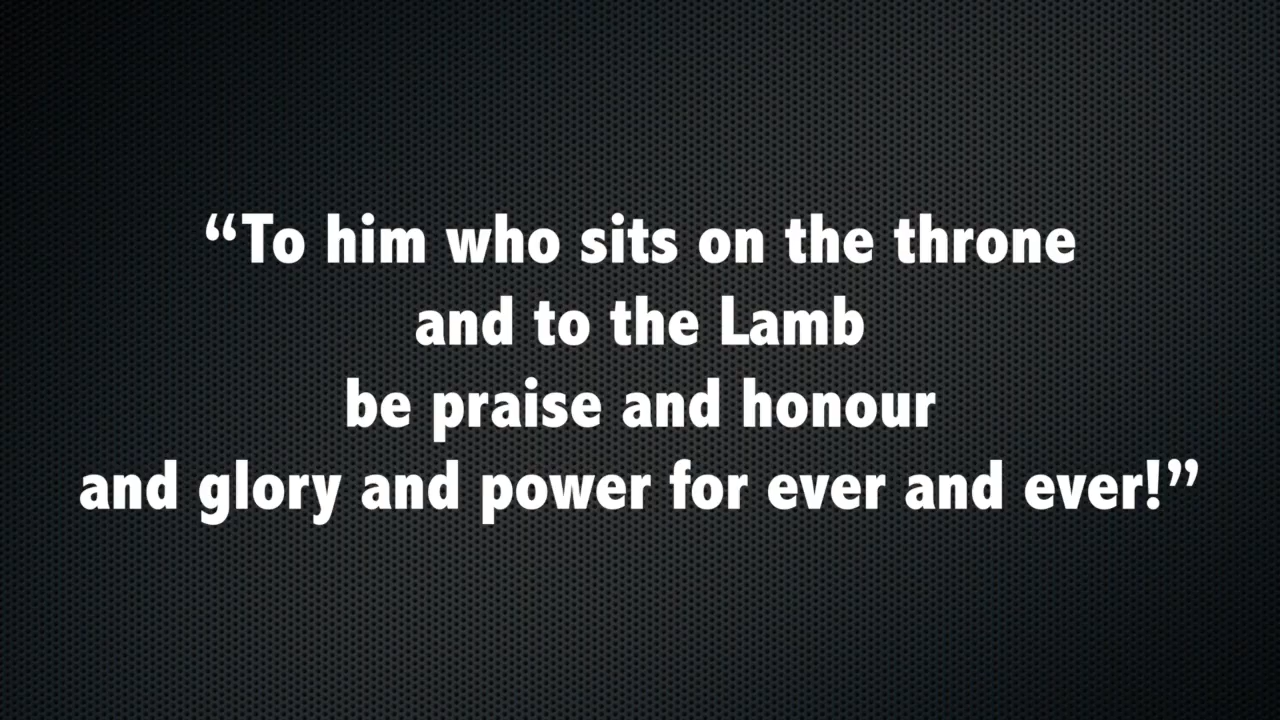 “To him who sits on the throne
and to the Lamb
be praise and honour
and glory and power for ever and ever!”